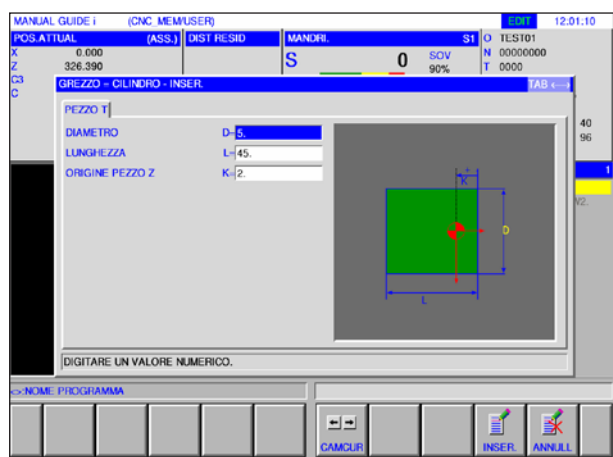 MANUAL GUIDE i (CNC_MEM/USER) EDIT 12:01:10
POS.ATTUAL (ASS.) DIST RESID MANDRI. S1 O TEST01
X 0.000 S 0 SOV 90% N 00000000
Z 326.390 T 0000
C3
C
GREZZO = CILINDRO - INSER. TAB ←→
PEZZO T
DIAMETRO D= 5.
LUNGHEZZA L= 45.
ORIGINE PEZZO Z K= 2.
40
96
1
+
K
D
L
DIGITARE UN VALORE NUMERICO.
<>:NOME PROGRAMMA
CAMCUR INSER. ANNULL